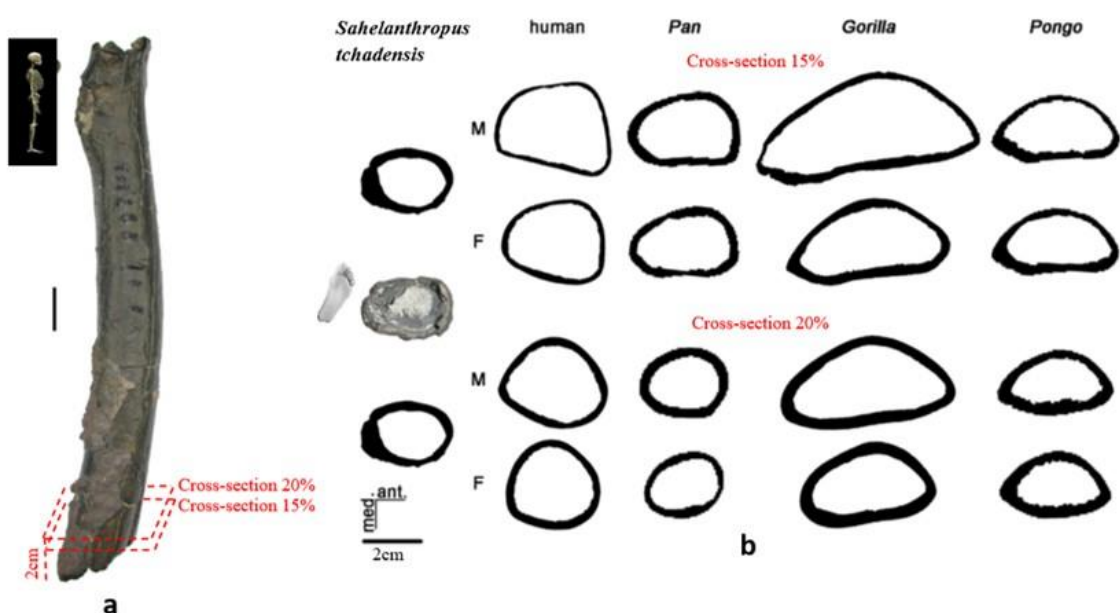 Sahelanthropus human Pan Gorilla Pongo
tchadensis
Cross-section 15%
M
F
Cross-section 20%
M
F
Cross-section 20%
Cross-section 15%
2cm
ant.
med.
2cm
a
b